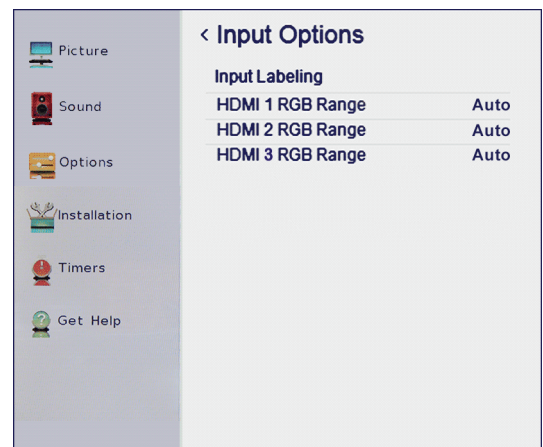 Picture
Sound
Options
Installation
Timers
Get Help
< Input Options
Input Labeling
HDMI 1 RGB Range Auto
HDMI 2 RGB Range Auto
HDMI 3 RGB Range Auto